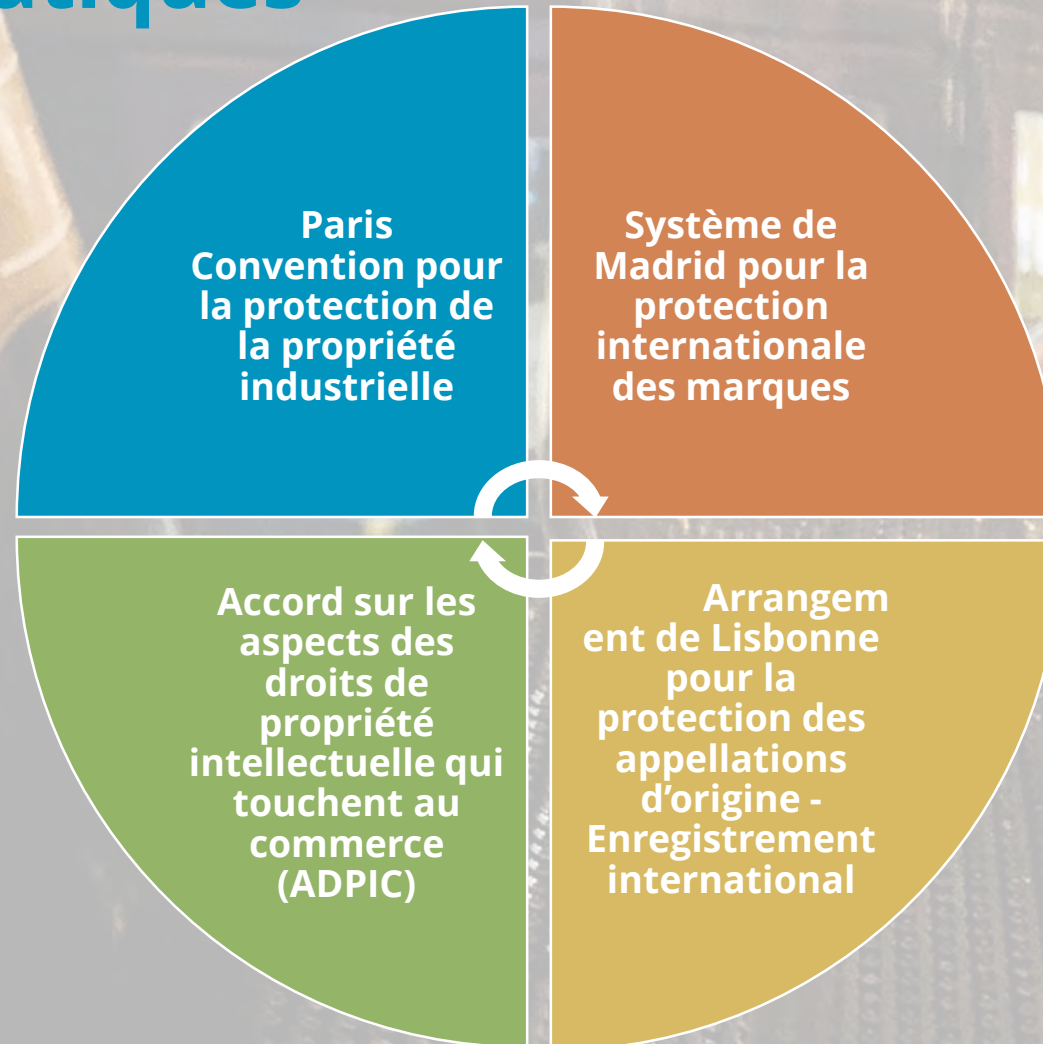 Paris
Convention pour
la protection de
la propriété
industrielle
Système de
Madrid pour la
protection
internationale
des marques
Accord sur les
aspects des
droits de
propriété
intellectuelle qui
touchent au
commerce
(ADPIC)
Arrangem
ent de Lisbonne
pour la
protection des
appellations
d’origine -
Enregistrement
international